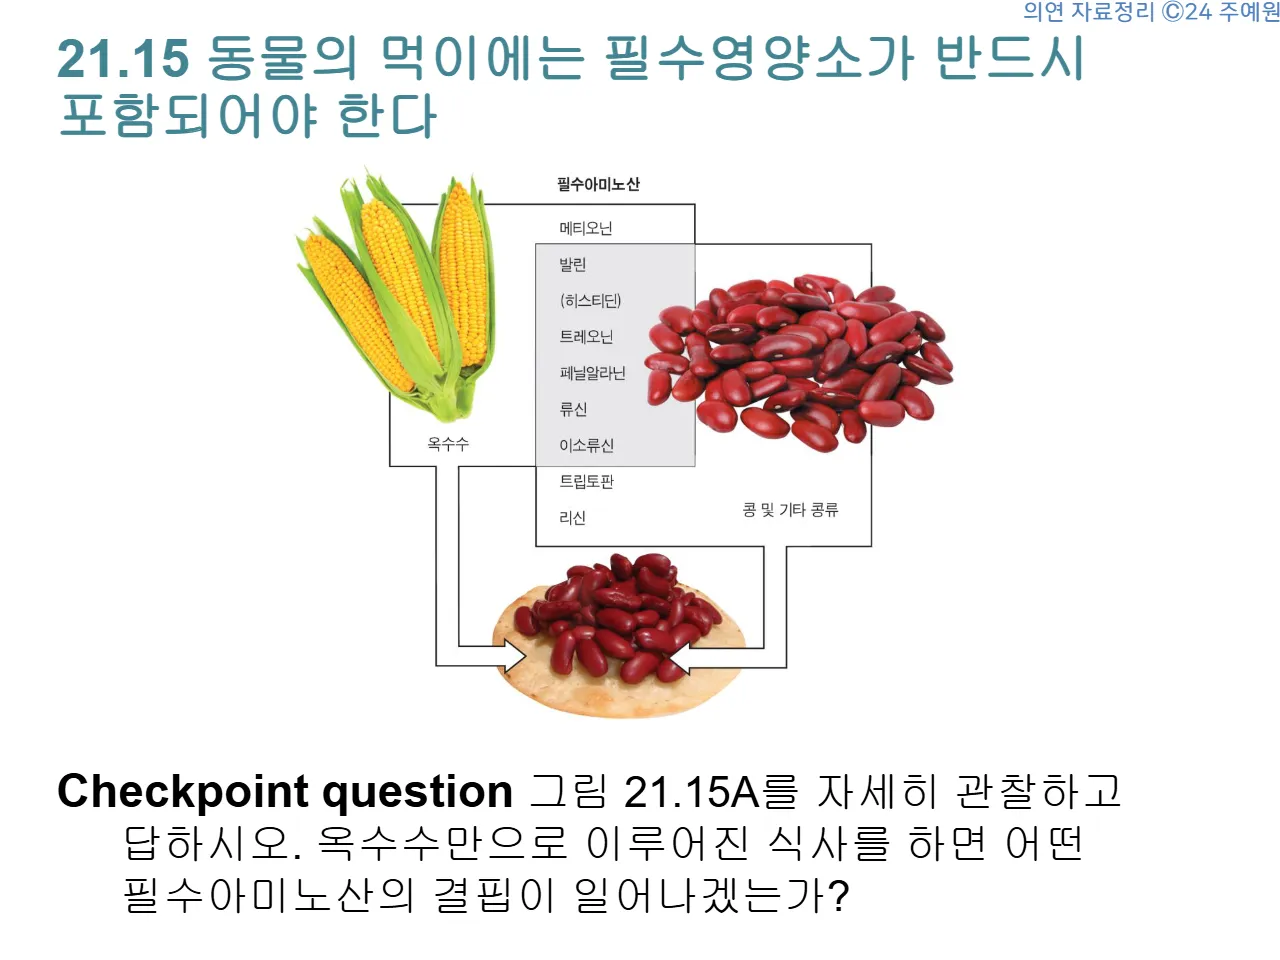 의연 자료정리 Ⓒ24 주예원
21.15 동물의 먹이에는 필수영양소가 반드시
포함되어야 한다
필수아미노산
메티오닌
발린
(히스티딘)
트레오닌
페닐알라닌
류신
이소류신
트립토판
리신
옥수수
콩 및 기타 콩류
Checkpoint question 그림 21.15A를 자세히 관찰하고
답하시오. 옥수수만으로 이루어진 식사를 하면 어떤
필수아미노산의 결핍이 일어나겠는가?